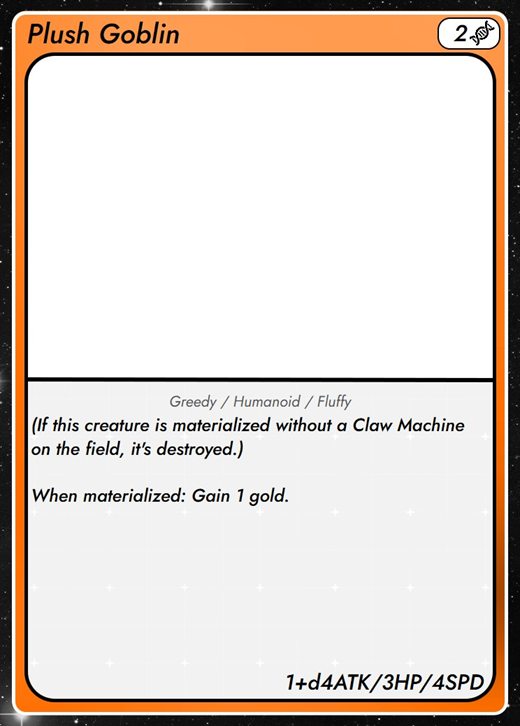 Plush Goblin
2
Greedy / Humanoid / Fluffy
(If this creature is materialized without a Claw Machine
on the field, it's destroyed.)
When materialized: Gain 1 gold.
1+d4ATK/3HP/4SPD